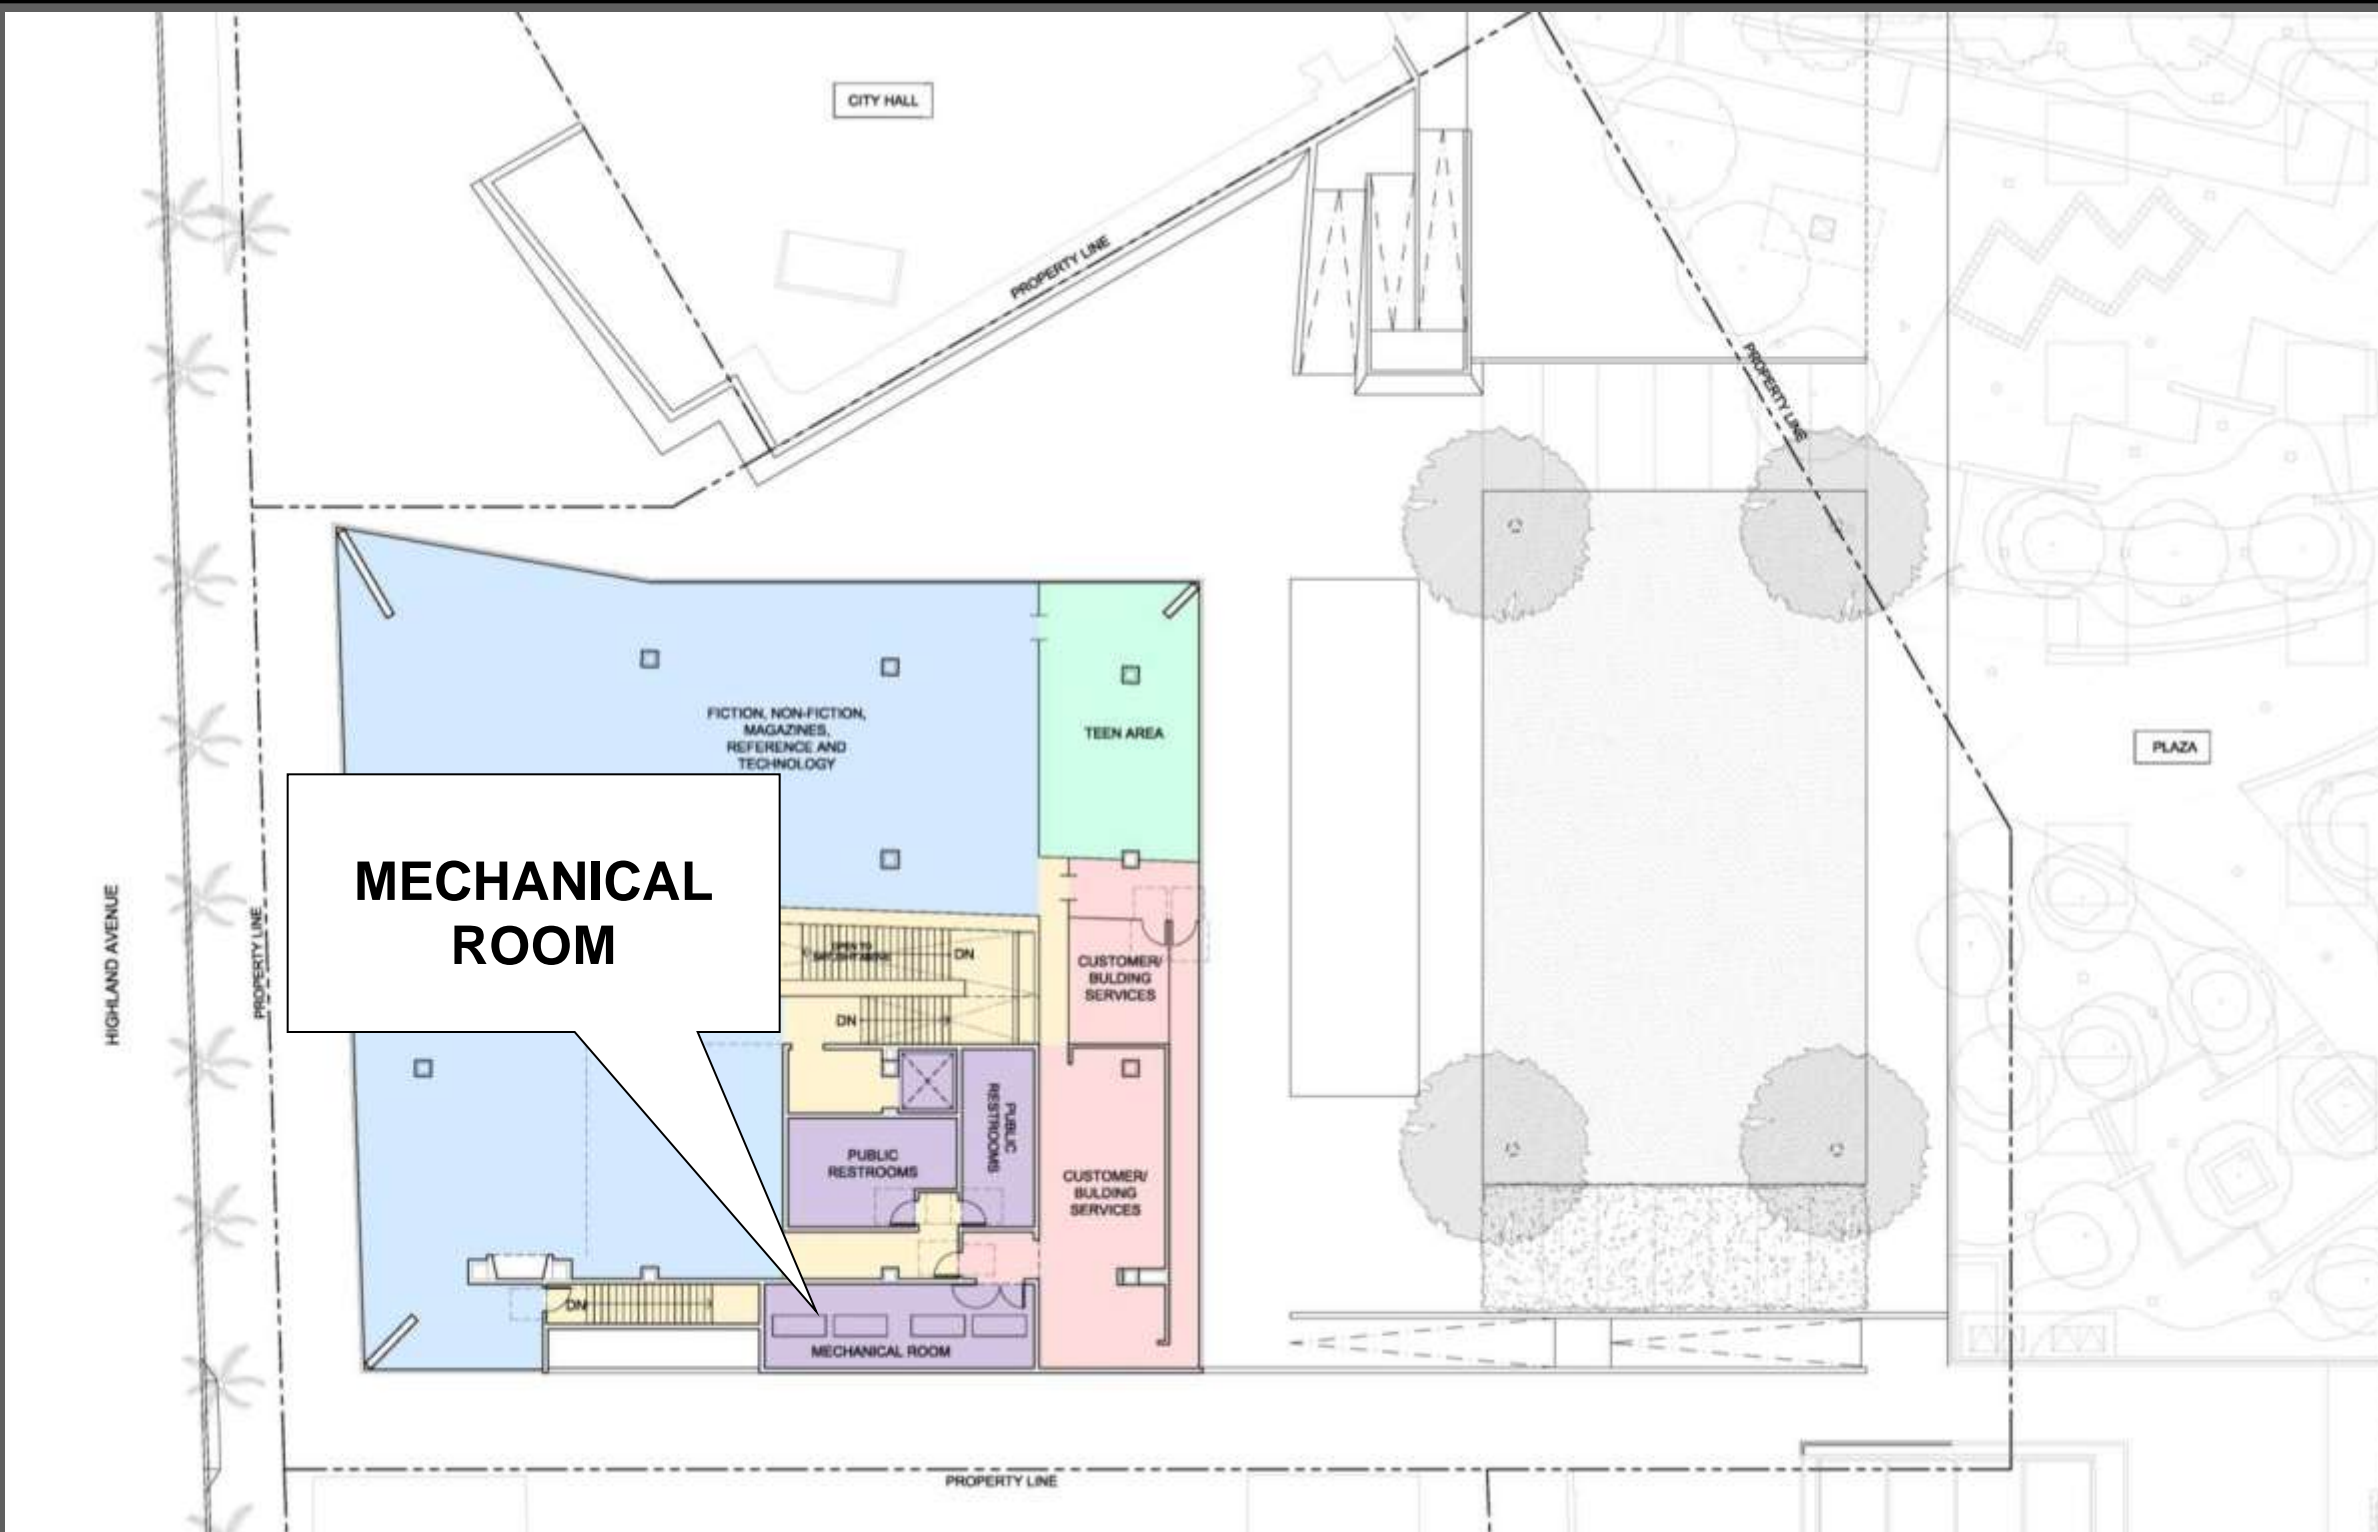 CITY HALL
PROPERTY LINE
PROPERTY LINE
FICTION, NON-FICTION,
MAGAZINES,
REFERENCE AND
TECHNOLOGY
TEEN AREA
PLAZA
MECHANICAL
ROOM
HIGHLAND AVENUE
PROPERTY LINE
OPEN TO
DN
CUSTOMER/
BULDING
SERVICES
DN
PUBLIC
RESTROOMS
PUBLIC
RESTROOMS
CUSTOMER/
BULDING
SERVICES
DN
MECHANICAL ROOM
PROPERTY LINE